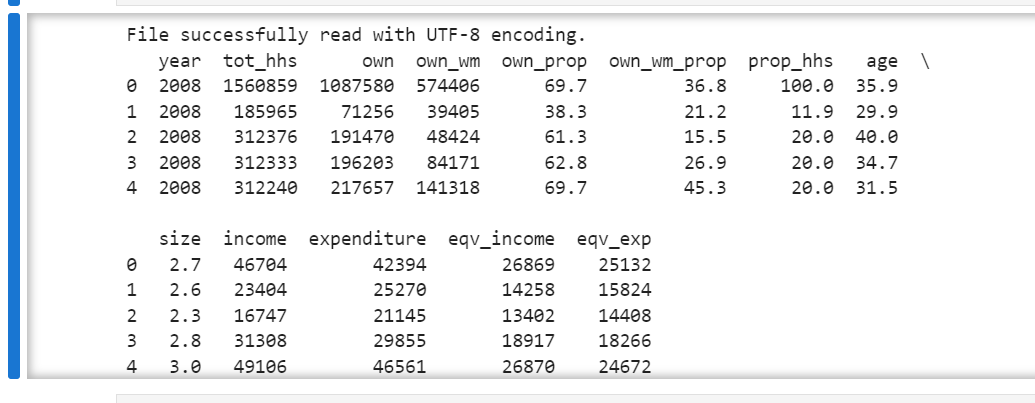 File successfully read with UTF-8 encoding.
year tot_hhs own own_wm own_prop own_wm_prop prop_hhs age \
0 2008 1560859 1087580 574406 69.7 36.8 100.0 35.9
1 2008 185965 71256 39405 38.3 21.2 11.9 29.9
2 2008 312376 191470 48424 61.3 15.5 20.0 40.0
3 2008 312333 196203 84171 62.8 26.9 20.0 34.7
4 2008 312240 217657 141318 69.7 45.3 20.0 31.5
size income expenditure eqv_income eqv_exp
0 2.7 46704 42394 26869 25132
1 2.6 23404 25270 14258 15824
2 2.3 16747 21145 13402 14408
3 2.8 31308 29855 18917 18266
4 3.0 49106 46561 26870 24672